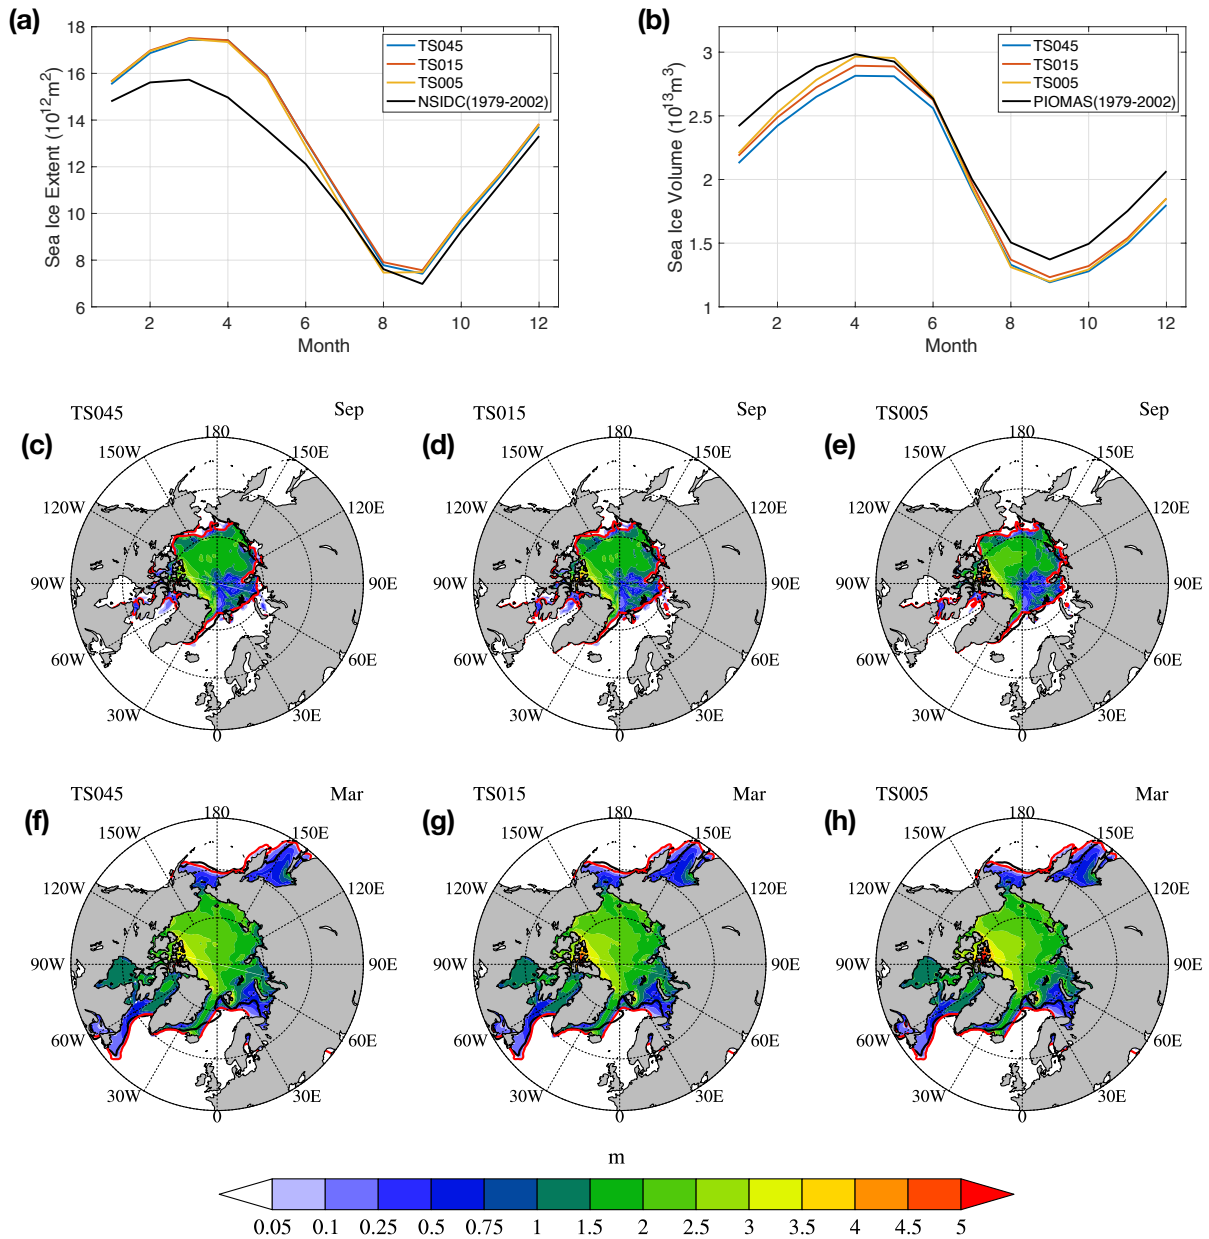 (a)
18
16
14
12
10
8
6
2 4 6 8 10 12
Month
Sea Ice Extent (10^12 m^2)
TS045
TS015
TS005
NSIDC(1979-2002)
(b)
3
2.5
2
1.5
1
2 4 6 8 10 12
Month
Sea Ice Volume (10^13 m^3)
TS045
TS015
TS005
PIOMAS(1979-2002)
TS045 Sep
(c)
180
150W 150E
120W 120E
90W 90E
60W 60E
30W 30E
0
TS015 Sep
(d)
180
150W 150E
120W 120E
90W 90E
60W 60E
30W 30E
0
TS005 Sep
(e)
180
150W 150E
120W 120E
90W 90E
60W 60E
30W 30E
0
TS045 Mar
(f)
180
150W 150E
120W 120E
90W 90E
60W 60E
30W 30E
0
TS015 Mar
(g)
180
150W 150E
120W 120E
90W 90E
60W 60E
30W 30E
0
TS005 Mar
(h)
180
150W 150E
120W 120E
90W 90E
60W 60E
30W 30E
0
m
0.05 0.1 0.25 0.5 0.75 1 1.5 2 2.5 3 3.5 4 4.5 5